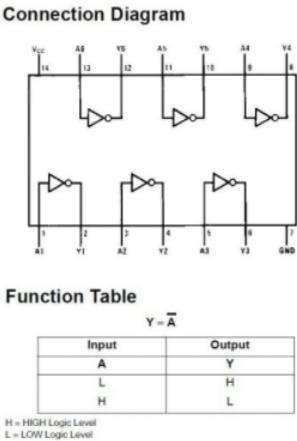 Connection Diagram
Vcc A6 Y6 A5 Y5 A4 Y4
14 13 12 11 10 9 8
1 2 3 4 5 6 7
A1 Y1 A2 Y2 A3 Y3 GND
Function Table
Y = A̅
Input Output
A Y
L H
H L
H = HIGH Logic Level
L = LOW Logic Level